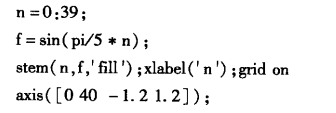 n=0:39;
f=sin(pi/5*n);
stem(n,f,'fill');xlabel('n');grid on
axis([0 40 -1.2 1.2]);